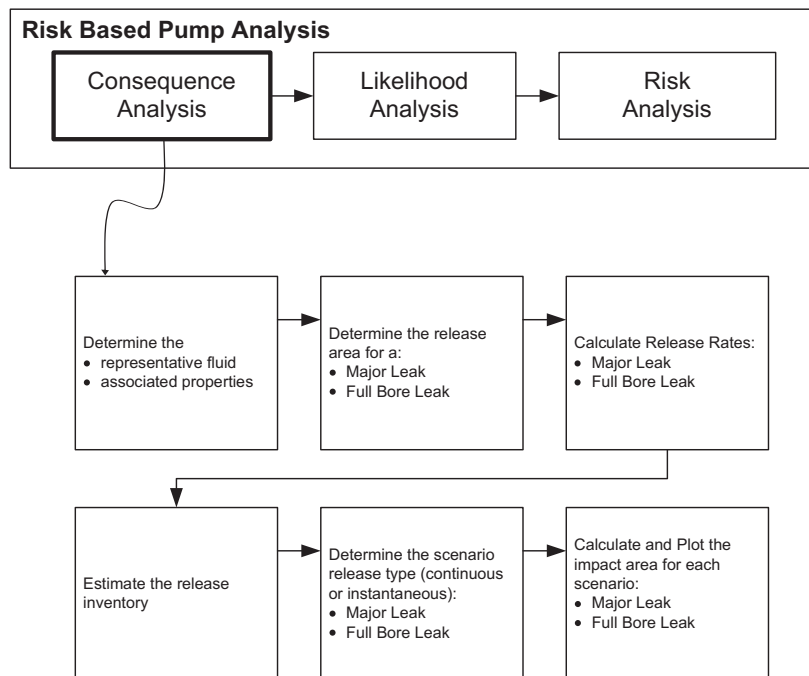 Risk Based Pump Analysis
Consequence
Analysis
Likelihood
Analysis
Risk
Analysis
Determine the
• representative fluid
• associated properties
Determine the release
area for a:
• Major Leak
• Full Bore Leak
Calculate Release Rates:
• Major Leak
• Full Bore Leak
Estimate the release
inventory
Determine the scenario
release type (continuous
or instantaneous):
• Major Leak
• Full Bore Leak
Calculate and Plot the
impact area for each
scenario:
• Major Leak
• Full Bore Leak